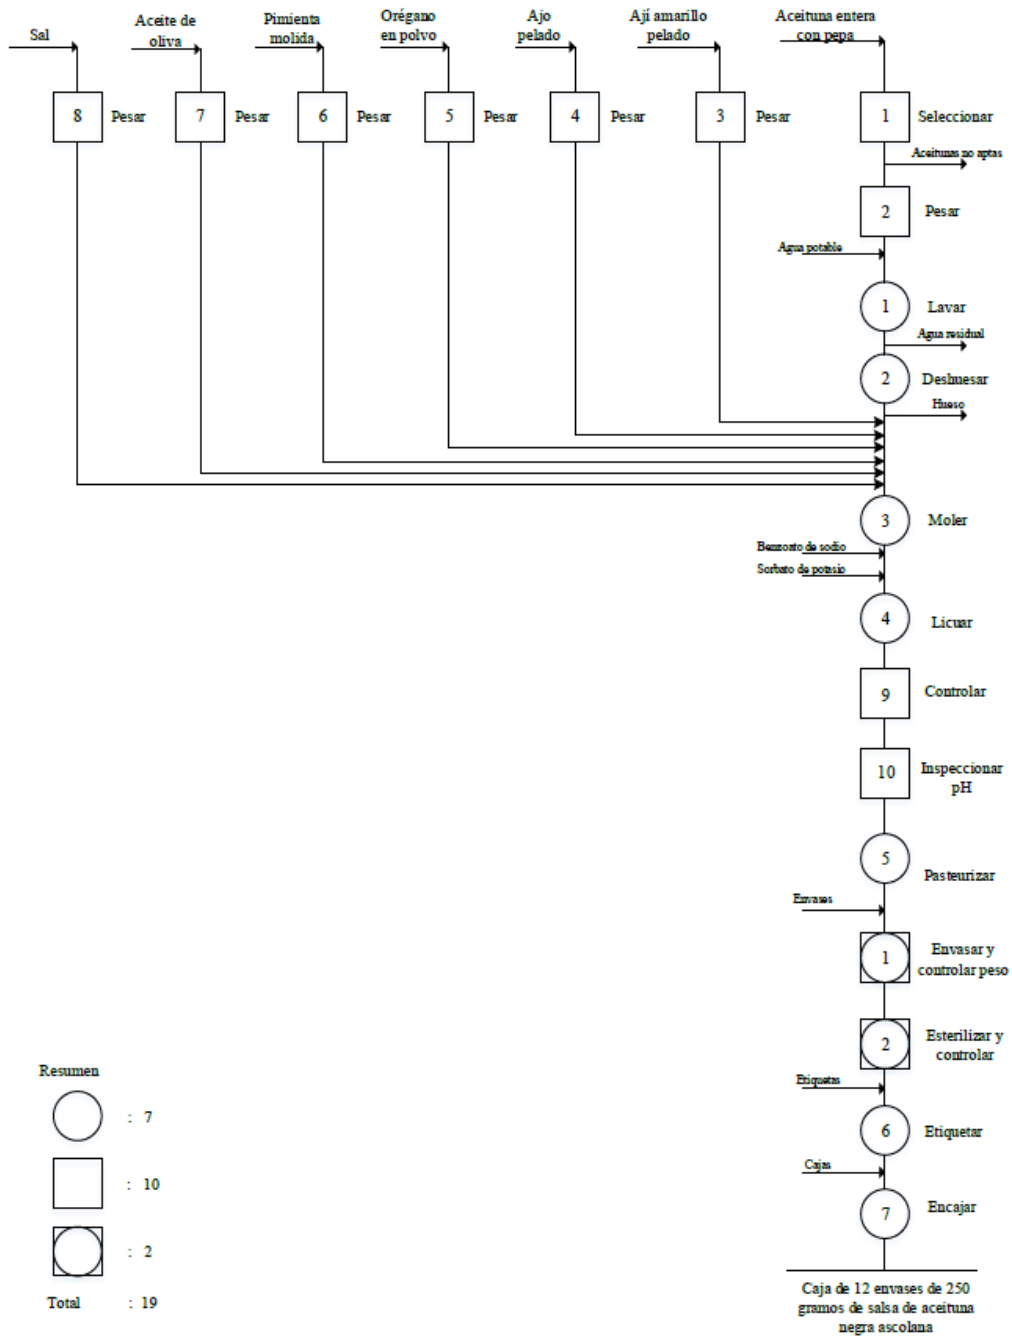 Sal
Aceite de
oliva
Pimienta
molida
Orégano
en polvo
Ajo
pelado
Ají amarillo
pelado
Aceituna entera
con pepa
8 Pesar
7 Pesar
6 Pesar
5 Pesar
4 Pesar
3 Pesar
1 Seleccionar
Aceitunas no aptas
2 Pesar
Agua potable
1 Lavar
Agua residual
2 Deshuesar
Hueso
3 Moler
Benzoato de sodio
Sorbato de potasio
4 Licuar
9 Controlar
10 Inspeccionar
pH
5 Pasteurizar
Envases
1 Envasar y
controlar peso
2 Esterilizar y
controlar
Etiquetas
6 Etiquetar
Cajas
7 Encajar
Caja de 12 envases de 250
gramos de salsa de aceituna
negra ascolana
Resumen
: 7
: 10
: 2
Total : 19